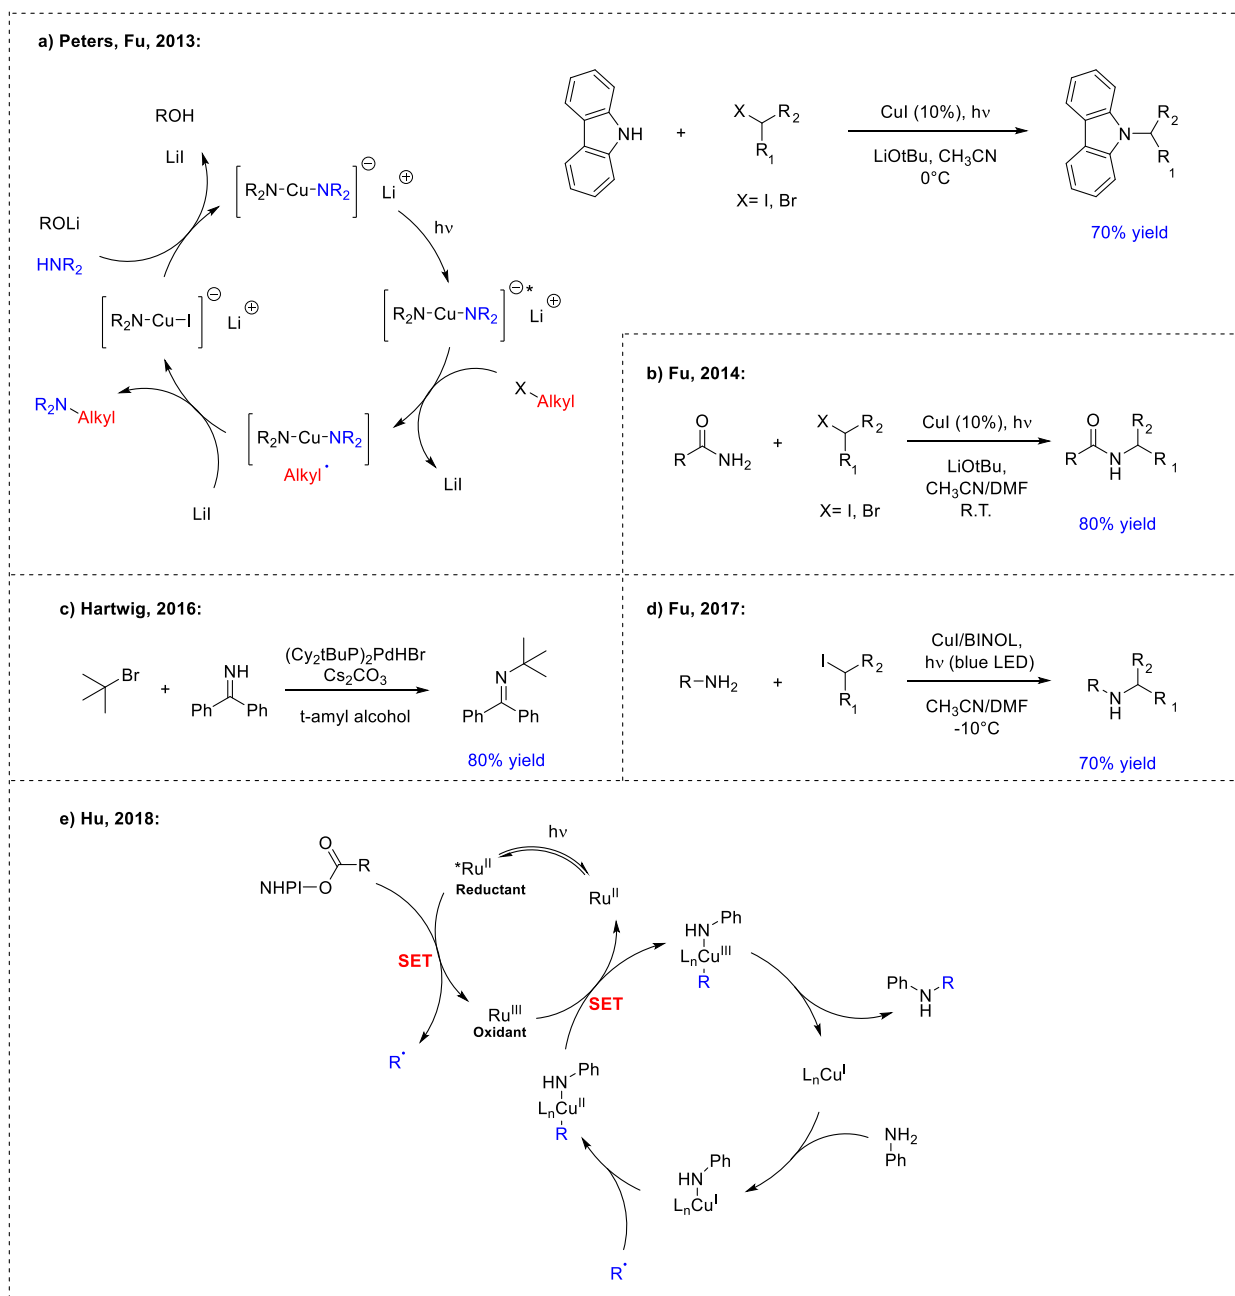 a) Peters, Fu, 2013:
ROH
LiI
R2N-Cu-NR2 ⊖ Li ⊕
ROLi
HNR2
hν
R2N-Cu-I ⊖ Li ⊕
R2N-Cu-NR2 ⊖* Li ⊕
R2N-Alkyl
R2N-Cu-NR2
Alkyl•
X-Alkyl
LiI
LiI
NH
+
X
R2
R1
X= I, Br
CuI (10%), hν
LiOtBu, CH3CN
0°C
N
R2
R1
70% yield
b) Fu, 2014:
O
R
NH2
+
X
R2
R1
X= I, Br
CuI (10%), hν
LiOtBu,
CH3CN/DMF
R.T.
O
R
N
H
R2
R1
80% yield
c) Hartwig, 2016:
Br
+
NH
Ph
Ph
(Cy2tBuP)2PdHBr
Cs2CO3
t-amyl alcohol
N
Ph
Ph
80% yield
d) Fu, 2017:
R-NH2
+
I
R2
R1
CuI/BINOL,
hν (blue LED)
CH3CN/DMF
-10°C
R
N
H
R2
R1
70% yield
e) Hu, 2018:
O
R
NHPI-O
hν
*RuII
Reductant
RuII
SET
RuIII
Oxidant
SET
R•
HN-Ph
LnCuIII
R
Ph
N
H
R
LnCuI
HN-Ph
LnCuII
R
NH2
Ph
HN-Ph
LnCuI
R•